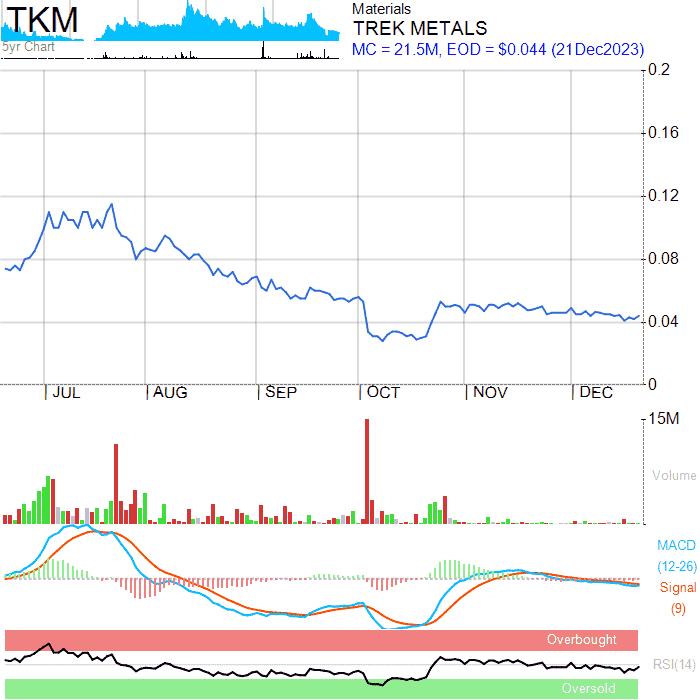 TKM
5yr Chart
Materials
TREK METALS
MC = 21.5M, EOD = $0.044 (21Dec2023)
0.2
0.16
0.12
0.08
0.04
0
JUL AUG SEP OCT NOV DEC
15M
Volume
MACD
(12-26)
Signal
(9)
Overbought
RSI(14)
Oversold